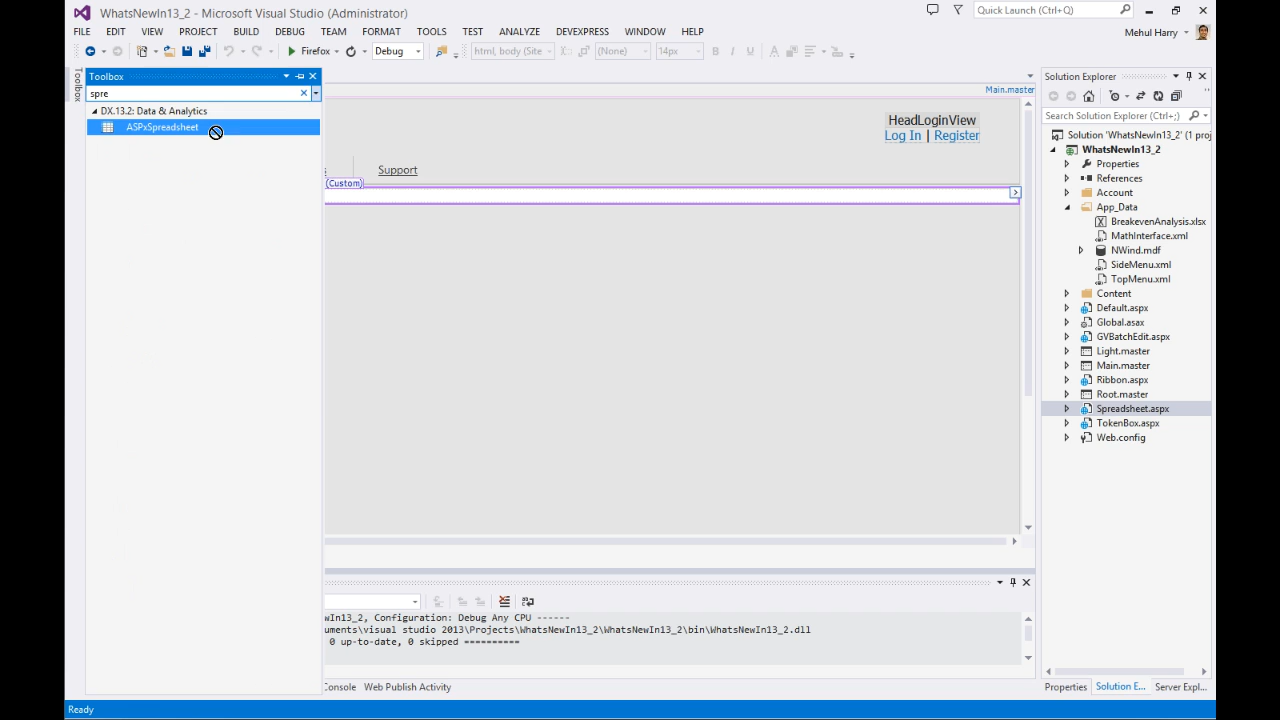 WhatsNewIn13_2 - Microsoft Visual Studio (Administrator)
Quick Launch (Ctrl+Q)
FILE EDIT VIEW PROJECT BUILD DEBUG TEAM FORMAT TOOLS TEST ANALYZE DEVEXPRESS WINDOW HELP
Mehul Harry
Firefox Debug html, body (Site (None) 14px B I U A
Toolbox
Toolbox
spre
DX.13.2: Data & Analytics
ASPxSpreadsheet
Main.master
HeadLoginView
Log In | Register
s Support
(Custom)
wIn13_2, Configuration: Debug Any CPU ------
uments\visual studio 2013\Projects\WhatsNewIn13_2\WhatsNewIn13_2\bin\WhatsNewIn13_2.dll
0 up-to-date, 0 skipped ==========
Console Web Publish Activity
Solution Explorer
Search Solution Explorer (Ctrl+;)
Solution 'WhatsNewIn13_2' (1 proj
WhatsNewIn13_2
Properties
References
Account
App_Data
BreakevenAnalysis.xlsx
MathInterface.xml
NWind.mdf
SideMenu.xml
TopMenu.xml
Content
Default.aspx
Global.asax
GVBatchEdit.aspx
Light.master
Main.master
Ribbon.aspx
Root.master
Spreadsheet.aspx
TokenBox.aspx
Web.config
Properties Solution E... Server Expl...
Ready